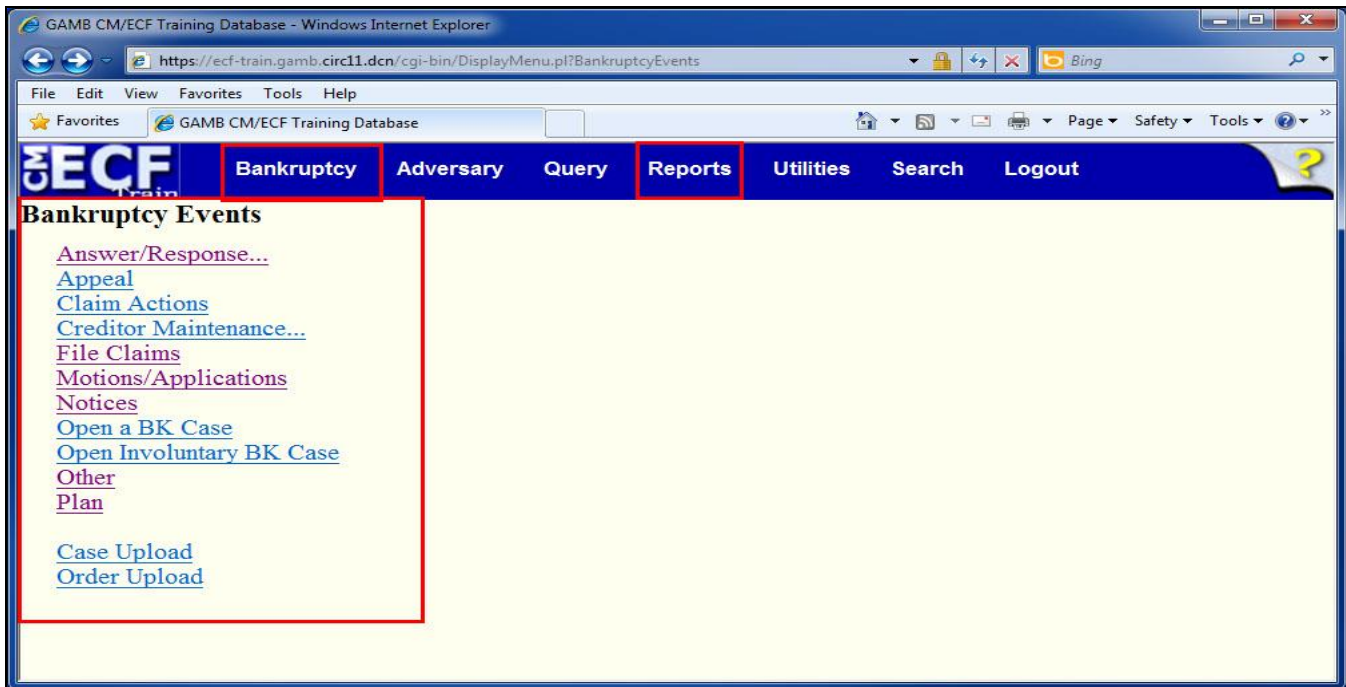 GAMB CM/ECF Training Database - Windows Internet Explorer
https://ecf-train.gamb.circ11.dcn/cgi-bin/DisplayMenu.pl?BankruptcyEvents Bing
File Edit View Favorites Tools Help
Favorites GAMB CM/ECF Training Database Page Safety Tools
CM ECF Train Bankruptcy Adversary Query Reports Utilities Search Logout ?
Bankruptcy Events
Answer/Response...
Appeal
Claim Actions
Creditor Maintenance...
File Claims
Motions/Applications
Notices
Open a BK Case
Open Involuntary BK Case
Other
Plan
Case Upload
Order Upload